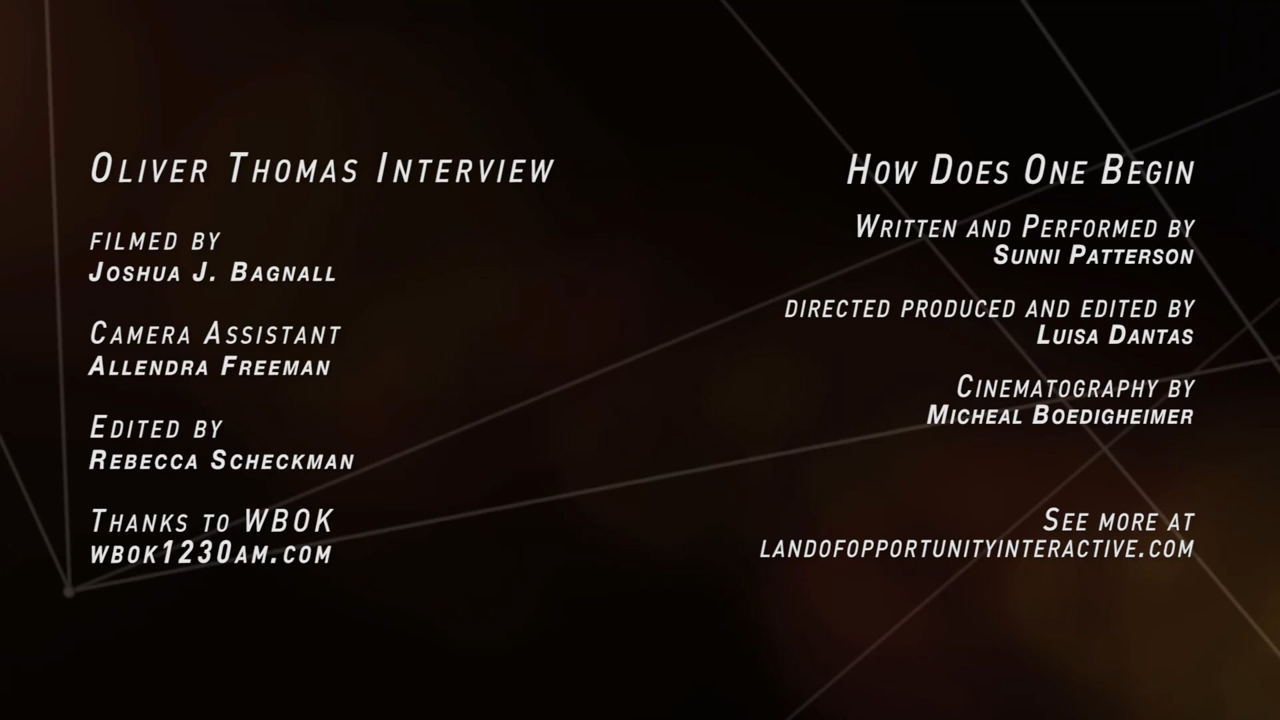 Oliver Thomas Interview
filmed by
Joshua J. Bagnall
Camera Assistant
Allendra Freeman
Edited by
Rebecca Scheckman
Thanks to WBOK
wbok1230am.com
How Does One Begin
Written and Performed by
Sunni Patterson
directed produced and edited by
Luisa Dantas
Cinematography by
Micheal Boedigheimer
See more at
landofopportunityinteractive.com